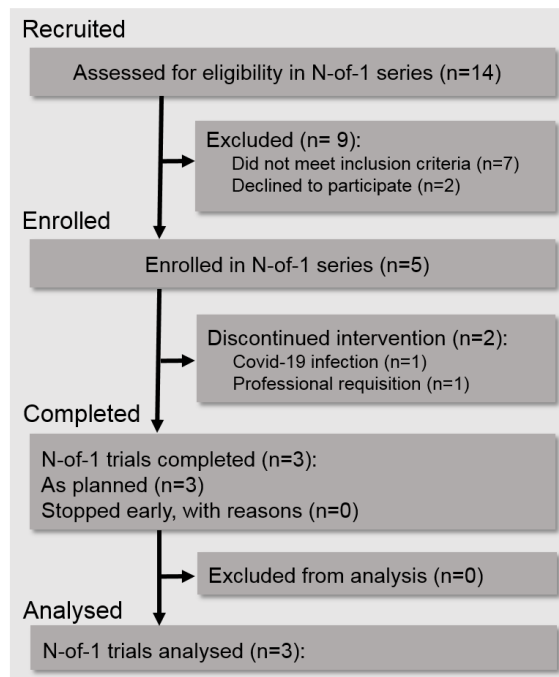 Recruited
Assessed for eligibility in N-of-1 series (n=14)
Excluded (n= 9):
Did not meet inclusion criteria (n=7)
Declined to participate (n=2)
Enrolled
Enrolled in N-of-1 series (n=5)
Discontinued intervention (n=2):
Covid-19 infection (n=1)
Professional requisition (n=1)
Completed
N-of-1 trials completed (n=3):
As planned (n=3)
Stopped early, with reasons (n=0)
Excluded from analysis (n=0)
Analysed
N-of-1 trials analysed (n=3):